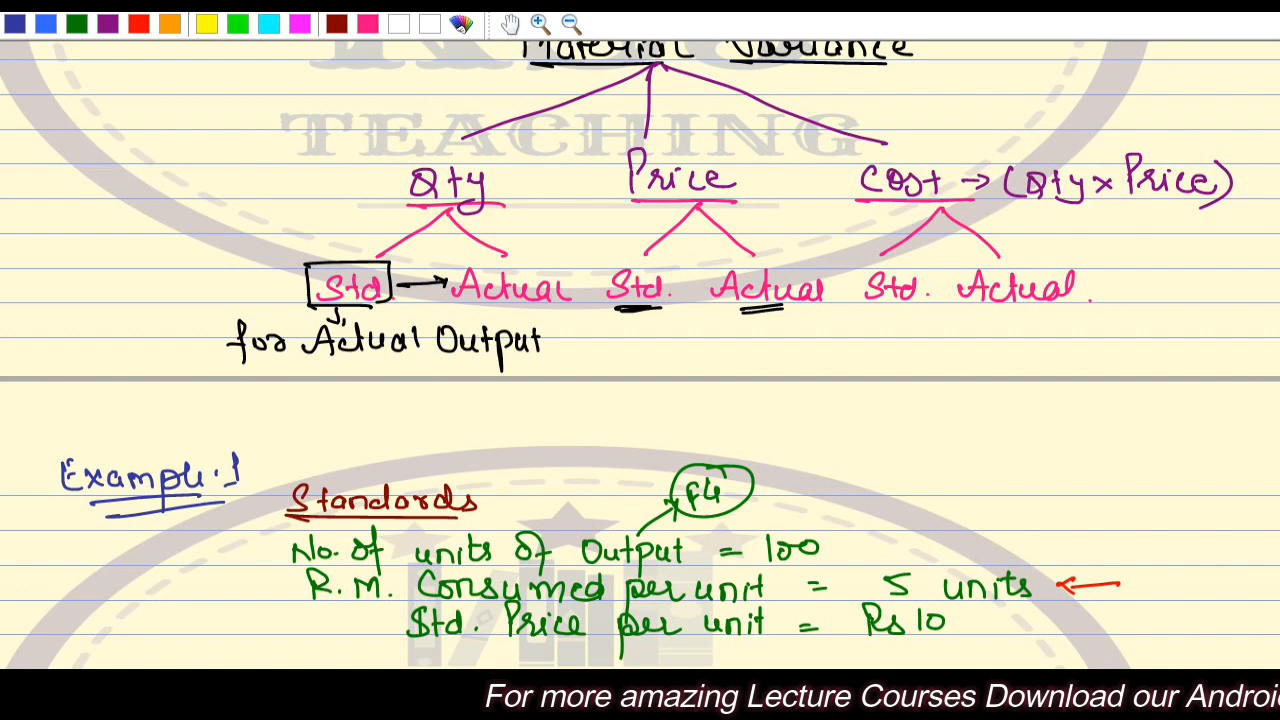 Material Variance
TEACHING
Qty Price Cost → (Qty × Price)
Std. → Actual Std. Actual Std. Actual.
for Actual Output
Example.1
Standards
FG
No. of units of Output = 100
R.M. Consumed per unit = 5 units
Std. Price per unit = Rs 10
For more amazing Lecture Courses Download our Androi